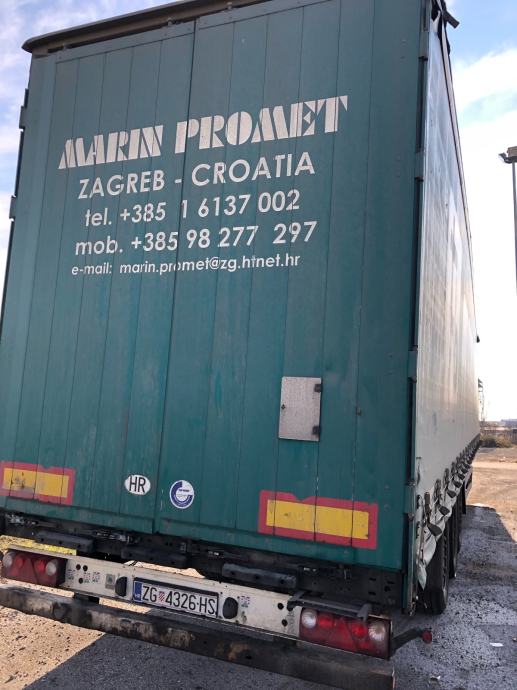 MARIN PROMET
ZAGREB - CROATIA
tel. +385 1 6137 002
mob. +385 98 277 297
e-mail: marin.promet@zg.htnet.hr
HR
ZG 4326-HS